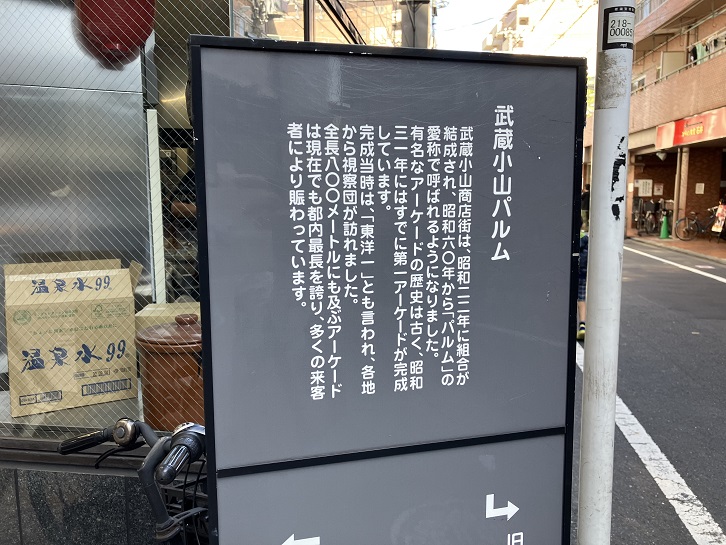 武蔵小山パルム
武蔵小山商店街は、昭和二二年に組合が
結成され、昭和六〇年から「パルム」の
愛称で呼ばれるようになりました。
有名なアーケードの歴史は古く、昭和
三一年にはすでに第一アーケードが完成
しています。
完成当時は、「東洋一」とも言われ、各地
から視察団が訪れました。
全長八〇〇メートルにも及ぶアーケード
は現在でも都内最長を誇り、多くの来客
者により賑わっています。
旧
218-
00085
温泉水99
温泉水99